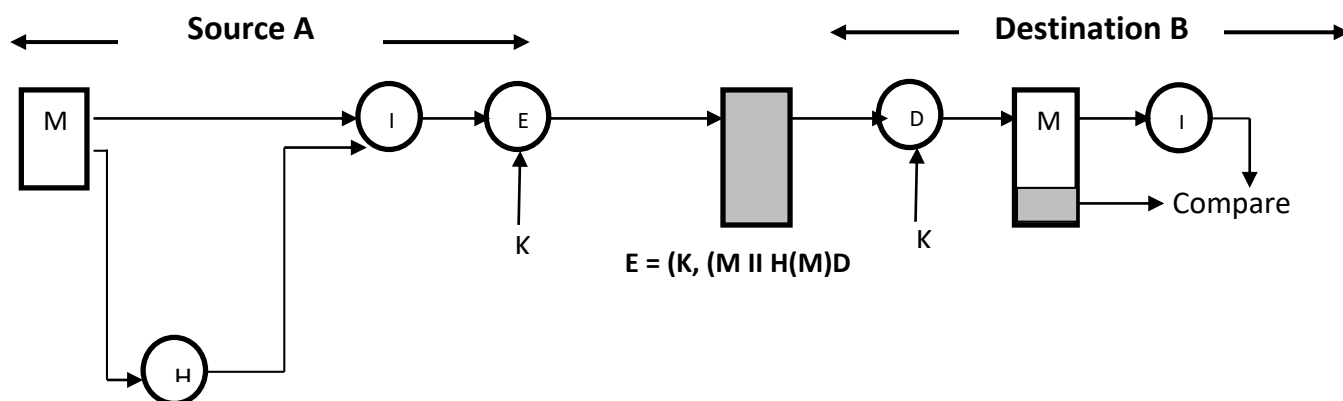 Source A
Destination B
M
I
E
D
M
I
K
K
Compare
E = (K, (M II H(M)D
H